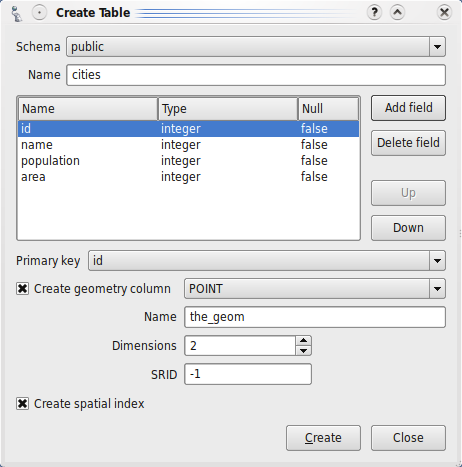 Create Table
Schema public
Name cities
Name Type Null
id integer false
name integer false
population integer false
area integer false
Add field
Delete field
Up
Down
Primary key id
Create geometry column POINT
Name the_geom
Dimensions 2
SRID -1
Create spatial index
Create Close